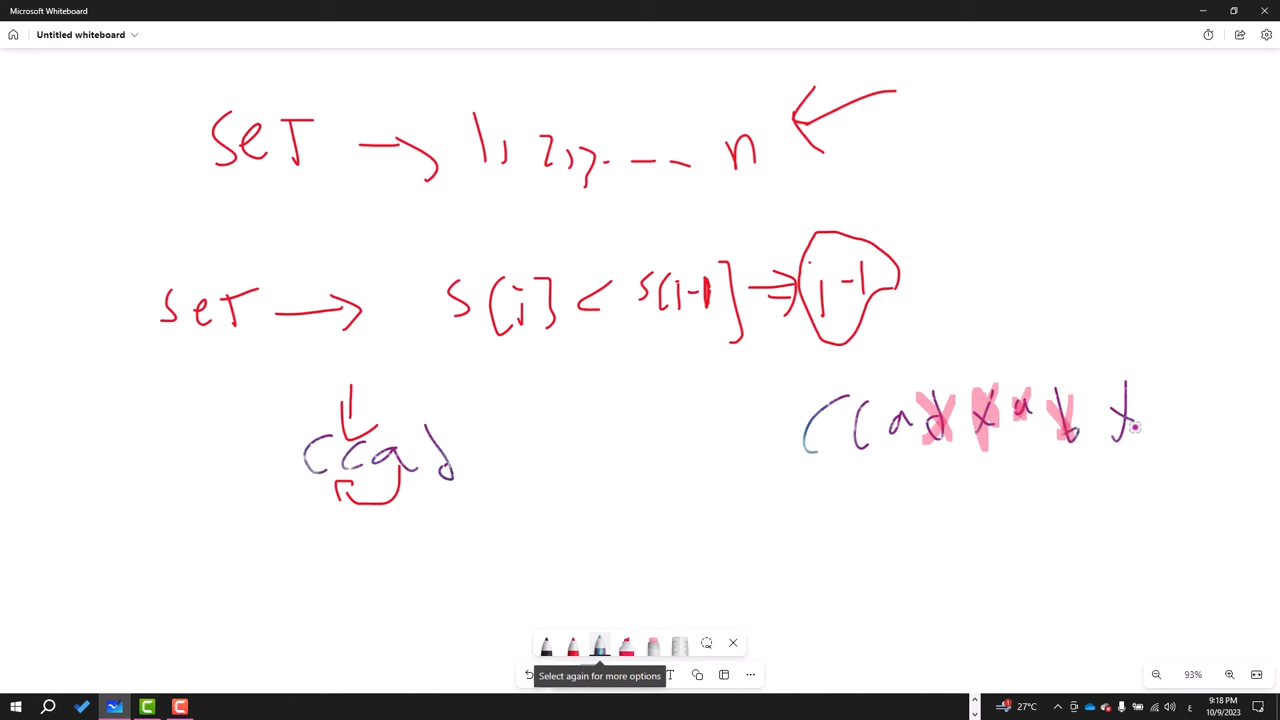 Microsoft Whiteboard
Untitled whiteboard
SeT → 1, 2, , . - - - n
SeT → S[i] < S[i-1] ⇒ i-1
c c a b
c c a b x a b x
Select again for more options
T
93%
27°C
ع
9:18 PM
10/9/2023